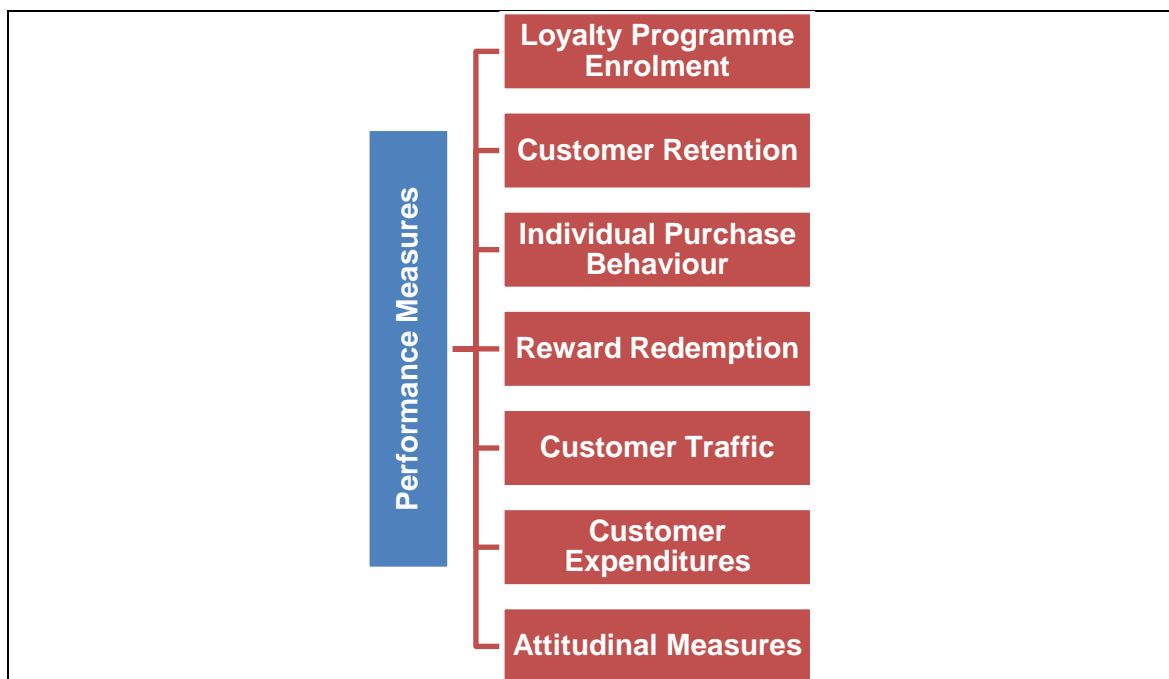 Performance Measures
Loyalty Programme
Enrolment
Customer Retention
Individual Purchase
Behaviour
Reward Redemption
Customer Traffic
Customer
Expenditures
Attitudinal Measures